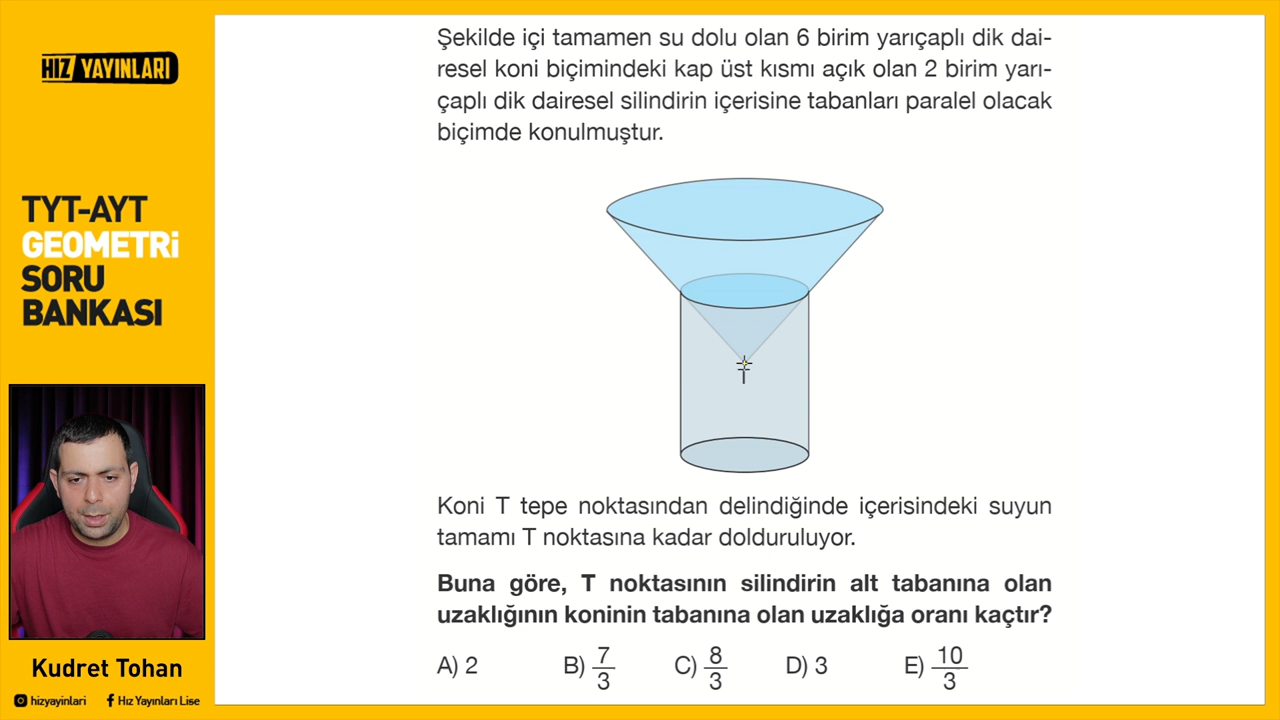 HIZ YAYINLARI
TYT-AYT
GEOMETRİ
SORU
BANKASI
Kudret Tohan
hizyayinlari
Hız Yayınları Lise
Şekilde içi tamamen su dolu olan 6 birim yarıçaplı dik dai-
resel koni biçimindeki kap üst kısmı açık olan 2 birim yarı-
çaplı dik dairesel silindirin içerisine tabanları paralel olacak
biçimde konulmuştur.
T
Koni T tepe noktasından delindiğinde içerisindeki suyun
tamamı T noktasına kadar dolduruluyor.
Buna göre, T noktasının silindirin alt tabanına olan
uzaklığının koninin tabanına olan uzaklığa oranı kaçtır?
A) 2 B) 7/3 C) 8/3 D) 3 E) 10/3